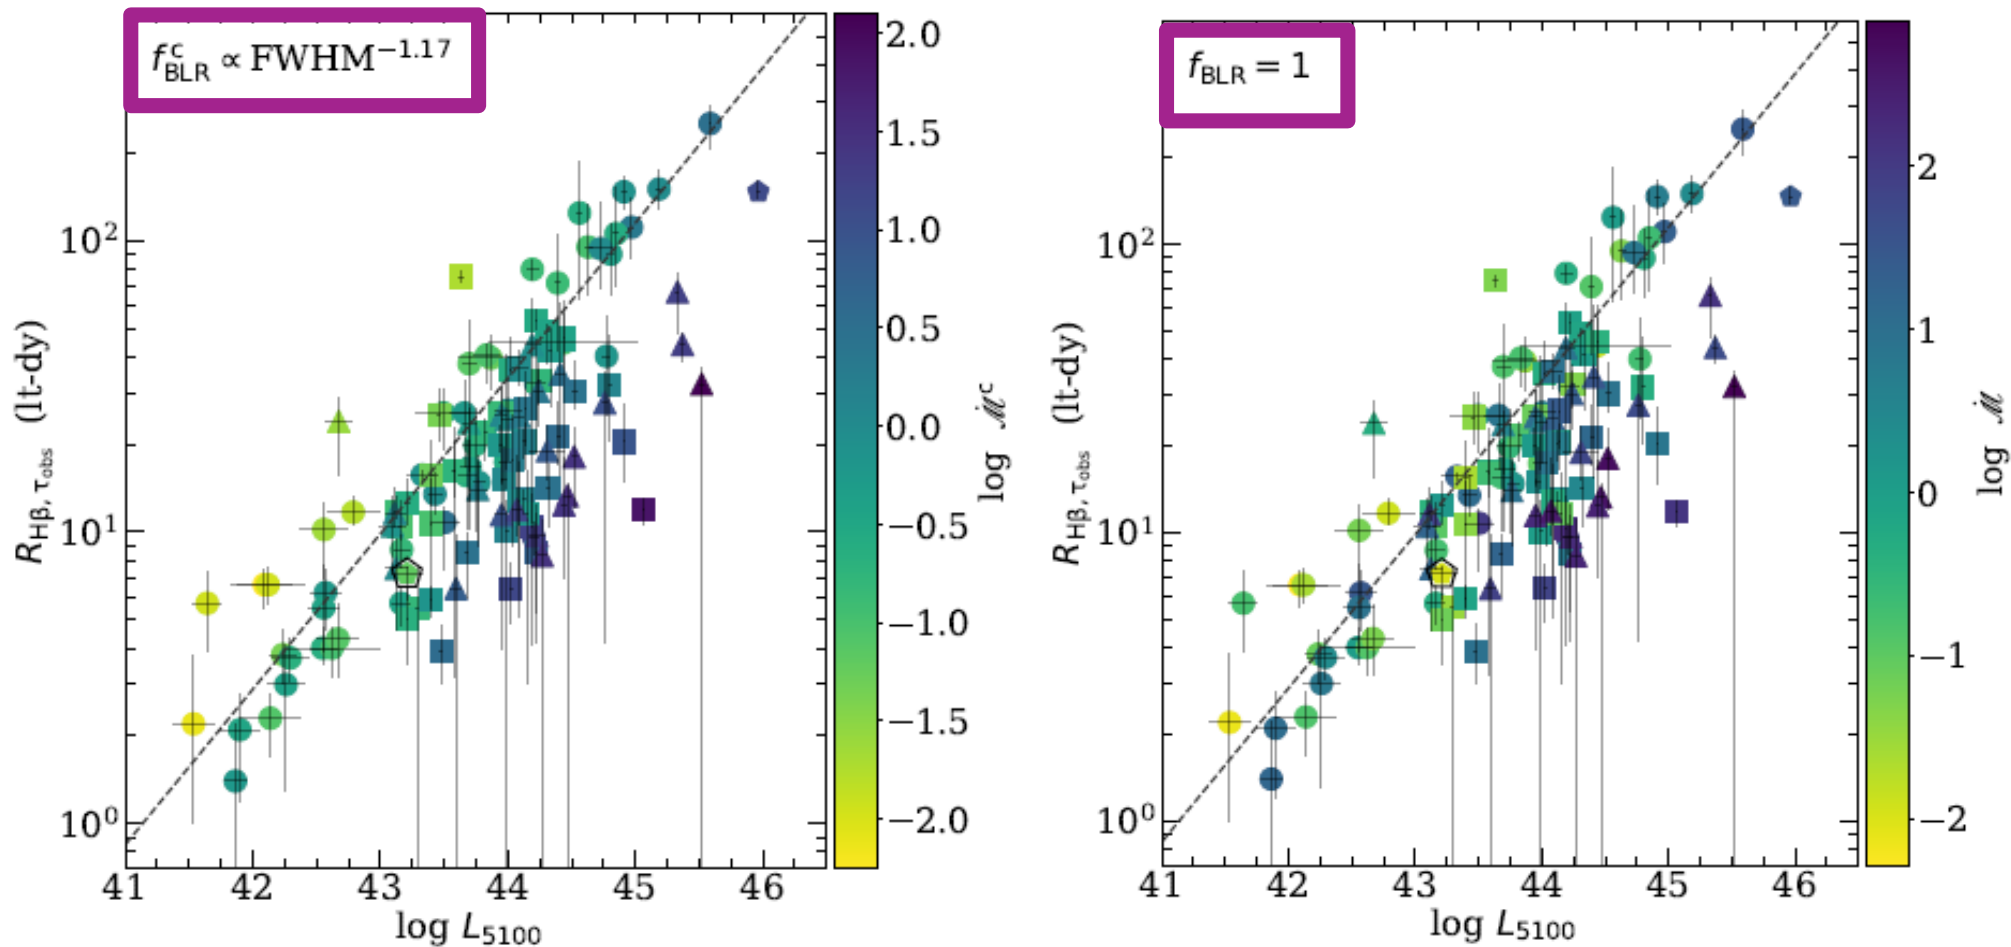 f^c_BLR ∝ FWHM^−1.17
R_Hβ, τ_obs (lt-dy)
10^2
10^1
10^0
41 42 43 44 45 46
log L_5100
2.0
1.5
1.0
0.5
0.0
−0.5
−1.0
−1.5
−2.0
log ℳ̇^c
f_BLR = 1
R_Hβ, τ_obs (lt-dy)
10^2
10^1
10^0
41 42 43 44 45 46
log L_5100
2
1
0
−1
−2
log ℳ̇